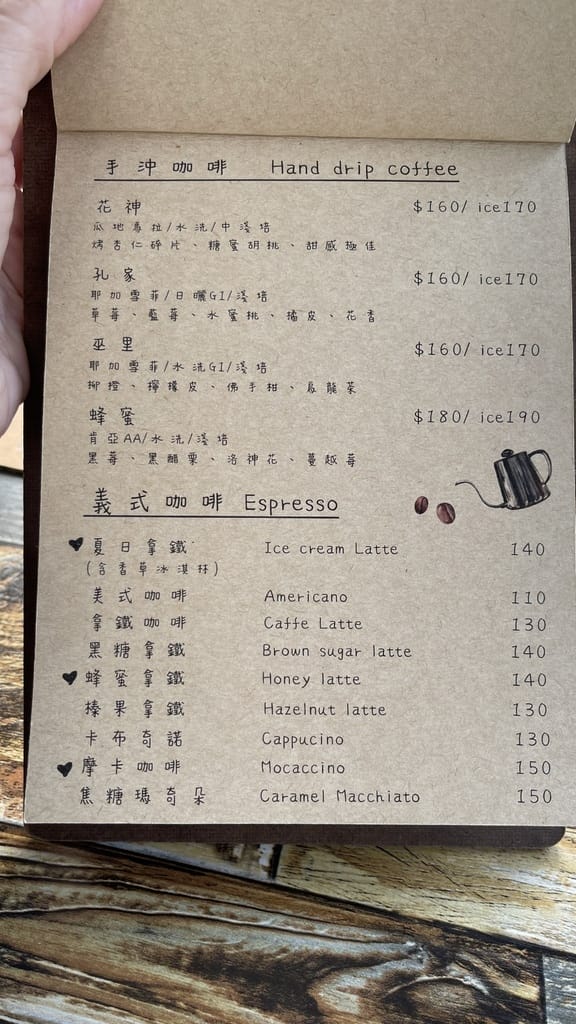 手沖咖啡 Hand drip coffee
花神 $160/ ice170
瓜地馬拉/水洗/中淺焙
烤杏仁碎片、糖蜜胡桃、甜感極佳
孔家 $160/ ice170
耶加雪菲/日曬G1/淺焙
草莓、藍莓、水蜜桃、橘皮、花香
巫里 $160/ ice170
耶加雪菲/水洗G1/淺焙
柳橙、檸檬皮、佛手柑、烏龍茶
蜂蜜 $180/ ice190
肯亞AA/水洗/淺焙
黑莓、黑醋栗、洛神花、蔓越莓
義式咖啡 Espresso
夏日拿鐵 Ice cream Latte 140
(含香草冰淇淋)
美式咖啡 Americano 110
拿鐵咖啡 Caffe Latte 130
黑糖拿鐵 Brown sugar latte 140
蜂蜜拿鐵 Honey latte 140
榛果拿鐵 Hazelnut latte 130
卡布奇諾 Cappucino 130
摩卡咖啡 Mocaccino 150
焦糖瑪奇朵 Caramel Macchiato 150